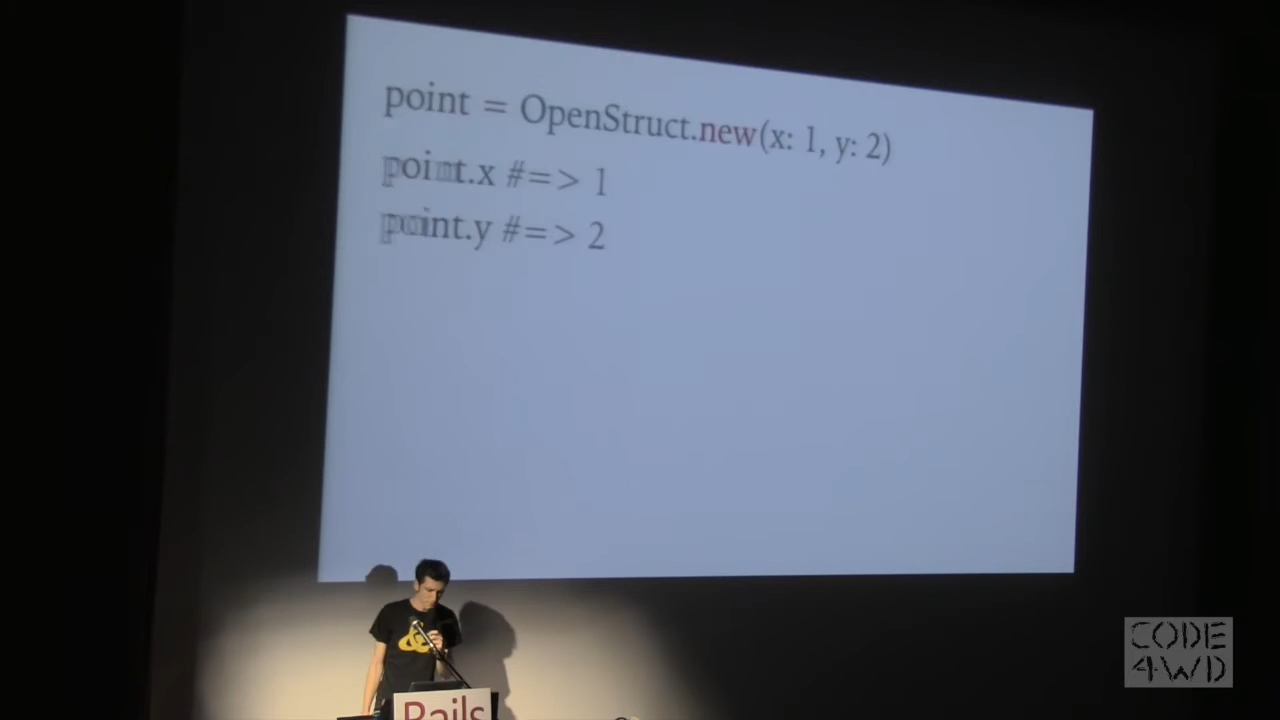 point = OpenStruct.new(x: 1, y: 2)
point.x #=> 1
point.y #=> 2
Rails
CODE
4WD